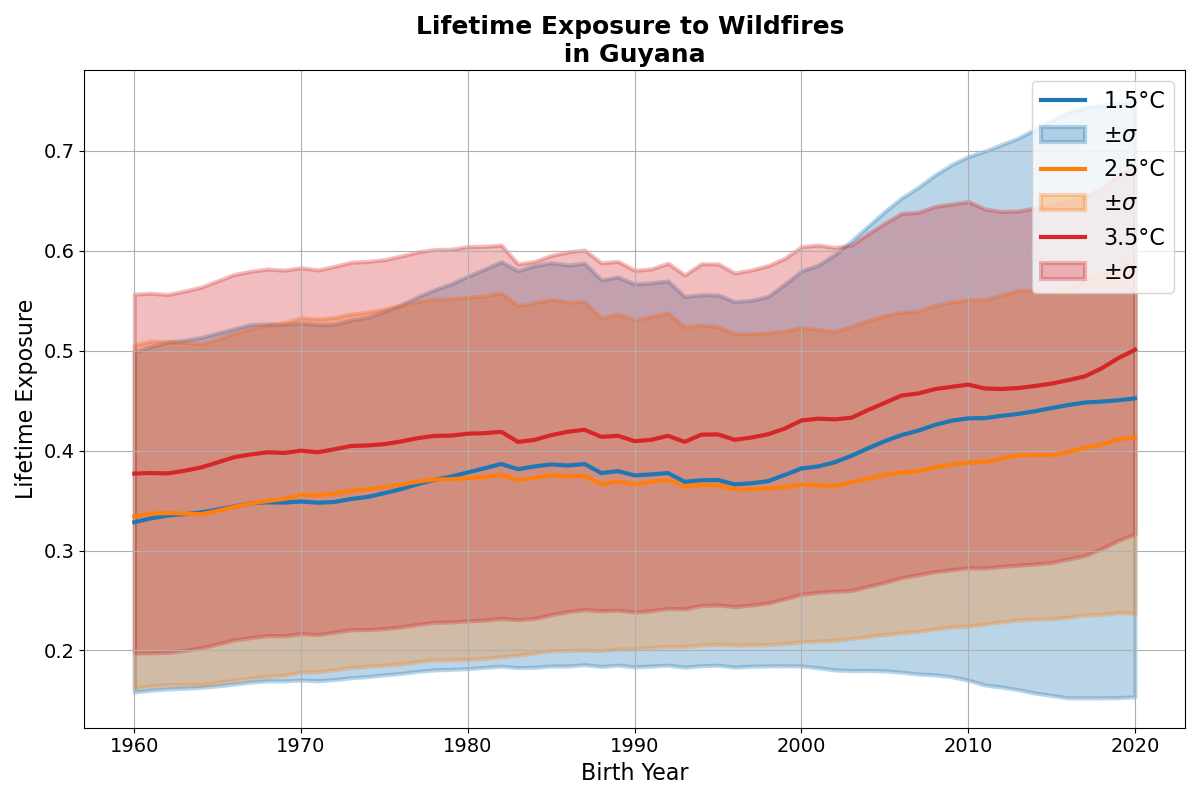 Lifetime Exposure to Wildfires
in Guyana
1.5°C
±σ
2.5°C
±σ
3.5°C
±σ
Lifetime Exposure
0.7
0.6
0.5
0.4
0.3
0.2
1960 1970 1980 1990 2000 2010 2020
Birth Year